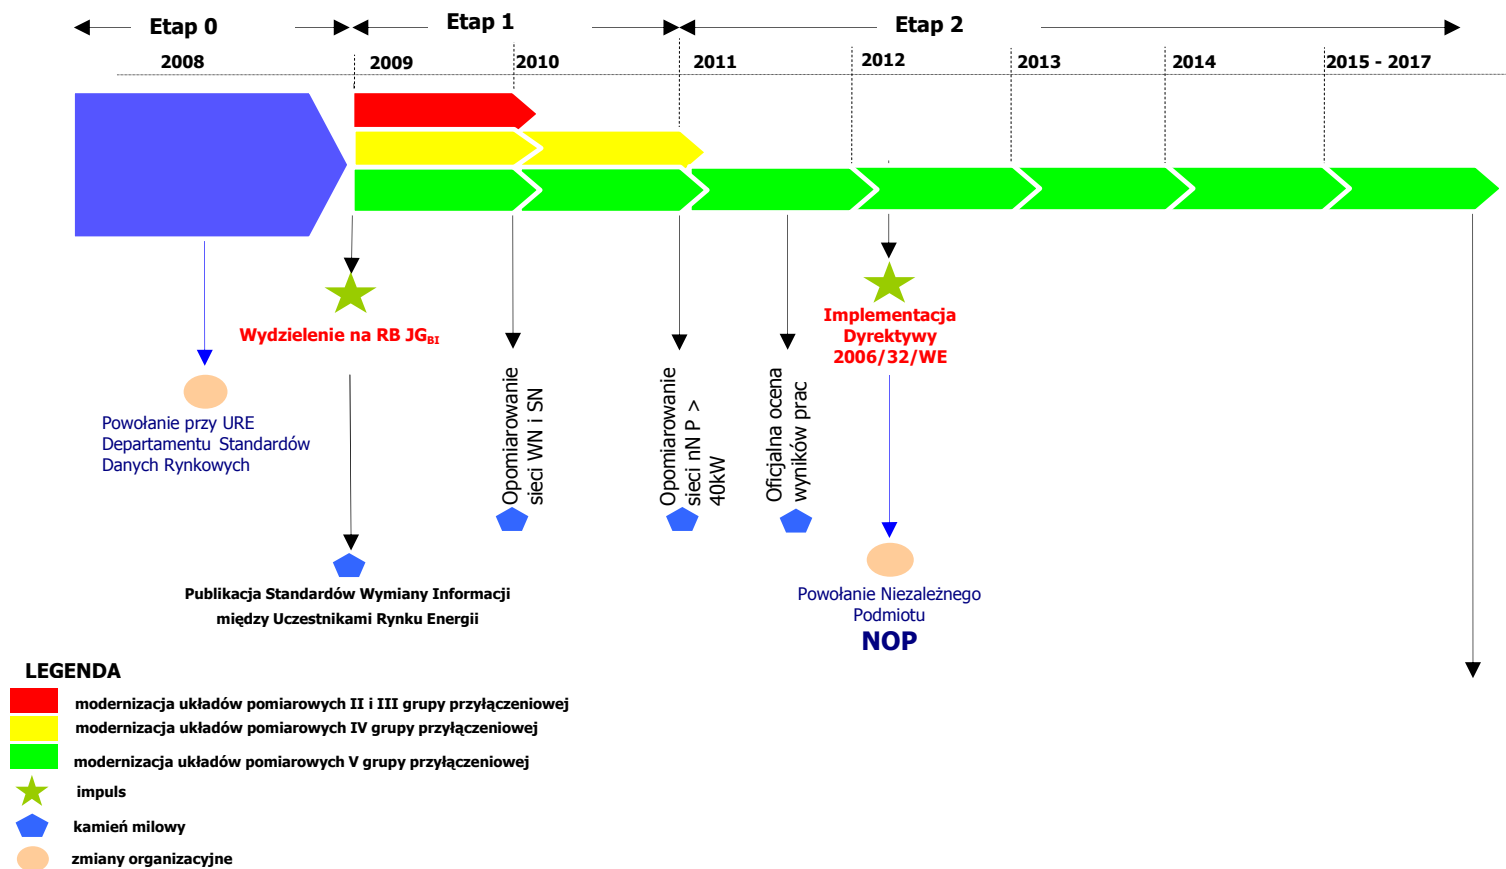 Etap 0
Etap 1
Etap 2
2008
2009
2010
2011
2012
2013
2014
2015 - 2017
Wydzielenie na RB JGBI
Implementacja
Dyrektywy
2006/32/WE
Opomiarowanie
sieci WN i SN
Opomiarowanie
sieci nN P >
40kW
Oficjalna ocena
wyników prac
Powołanie przy URE
Departamentu Standardów
Danych Rynkowych
Publikacja Standardów Wymiany Informacji
między Uczestnikami Rynku Energii
Powołanie Niezależnego
Podmiotu
NOP
LEGENDA
modernizacja układów pomiarowych II i III grupy przyłączeniowej
modernizacja układów pomiarowych IV grupy przyłączeniowej
modernizacja układów pomiarowych V grupy przyłączeniowej
impuls
kamień milowy
zmiany organizacyjne